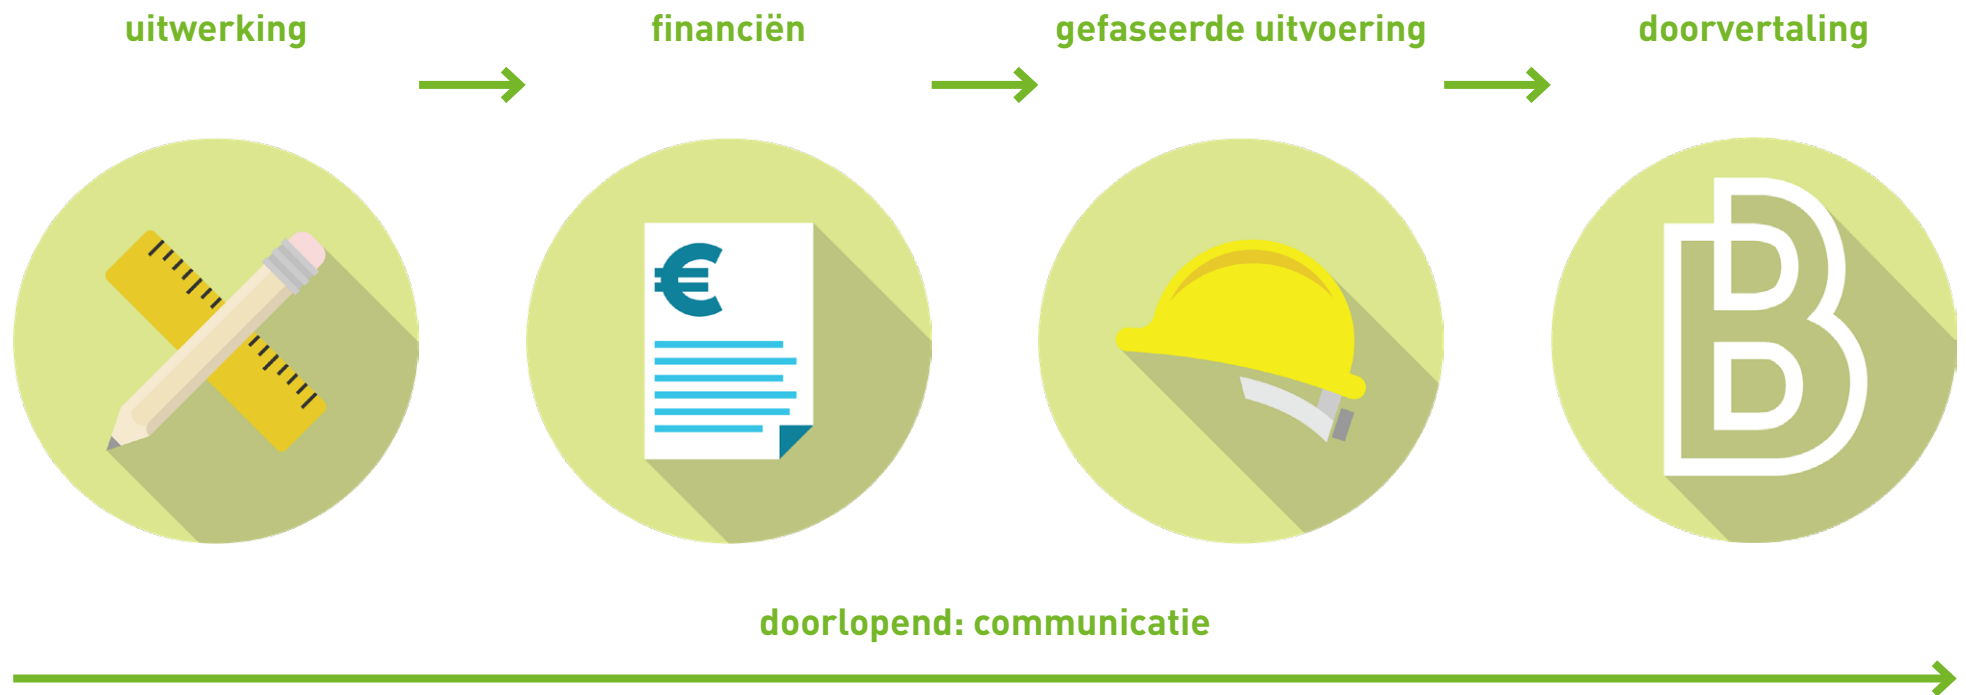 uitwerking
financiën
gefaseerde uitvoering
doorvertaling
€
B
doorlopend: communicatie